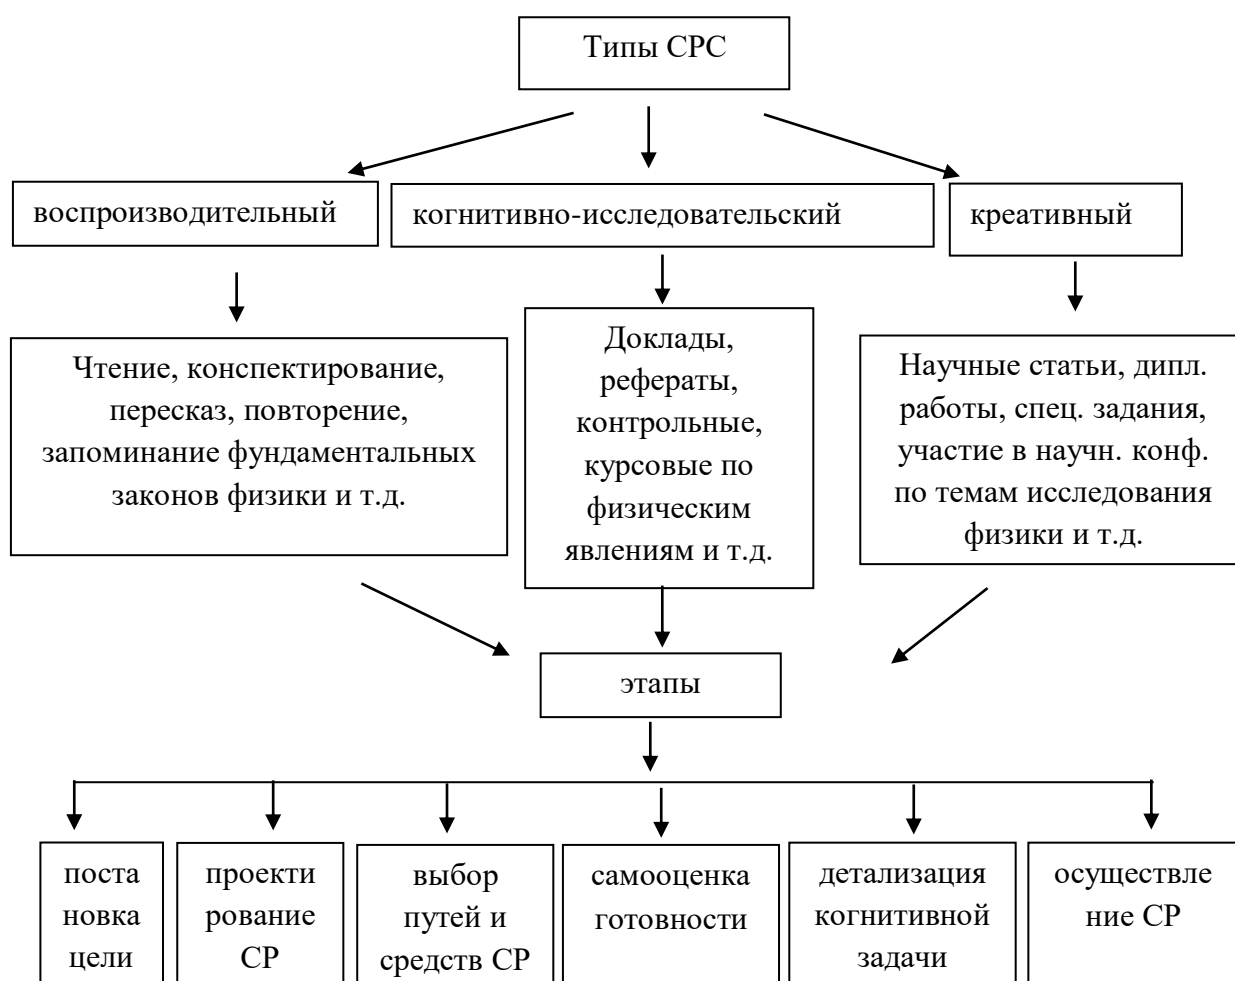 Типы СРС
воспроизводительный
когнитивно-исследовательский
креативный
Чтение, конспектирование,
пересказ, повторение,
запоминание фундаментальных
законов физики и т.д.
Доклады,
рефераты,
контрольные,
курсовые по
физическим
явлениям и т.д.
Научные статьи, дипл.
работы, спец. задания,
участие в научн. конф.
по темам исследования
физики и т.д.
этапы
поста
новка
цели
проекти
рование
СР
выбор
путей и
средств СР
самооценка
готовности
детализация
когнитивной
задачи
осуществле
ние СР